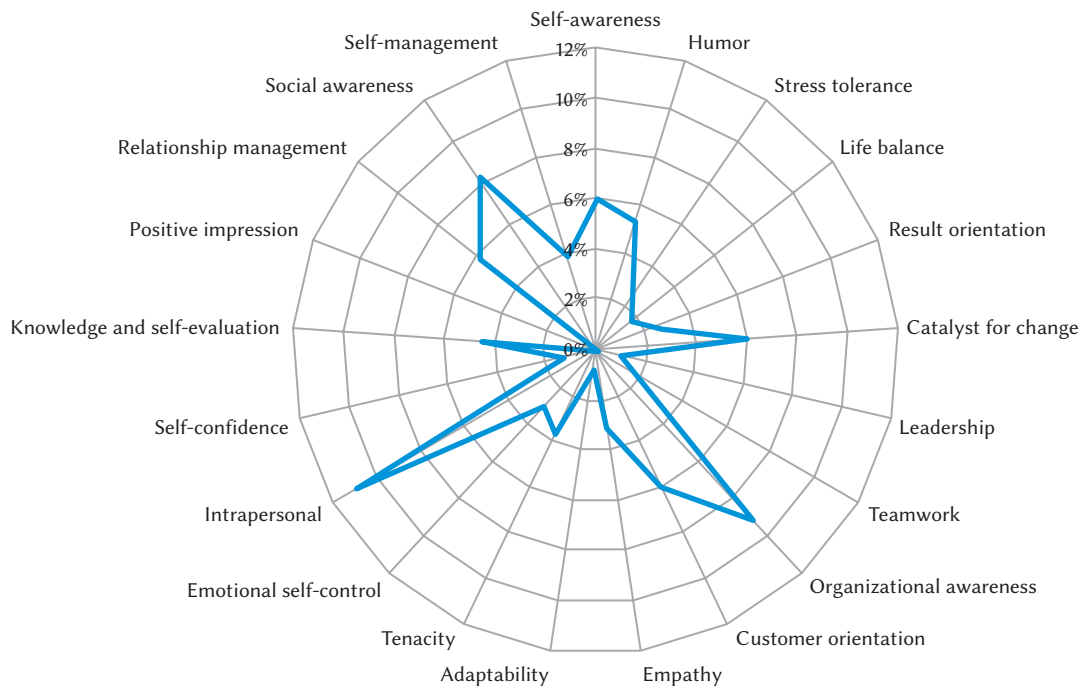 Self-awareness
Humor
Stress tolerance
Life balance
Result orientation
Catalyst for change
Leadership
Teamwork
Organizational awareness
Customer orientation
Empathy
Adaptability
Tenacity
Emotional self-control
Intrapersonal
Self-confidence
Knowledge and self-evaluation
Positive impression
Relationship management
Social awareness
Self-management
12%
10%
8%
6%
4%
2%
0%